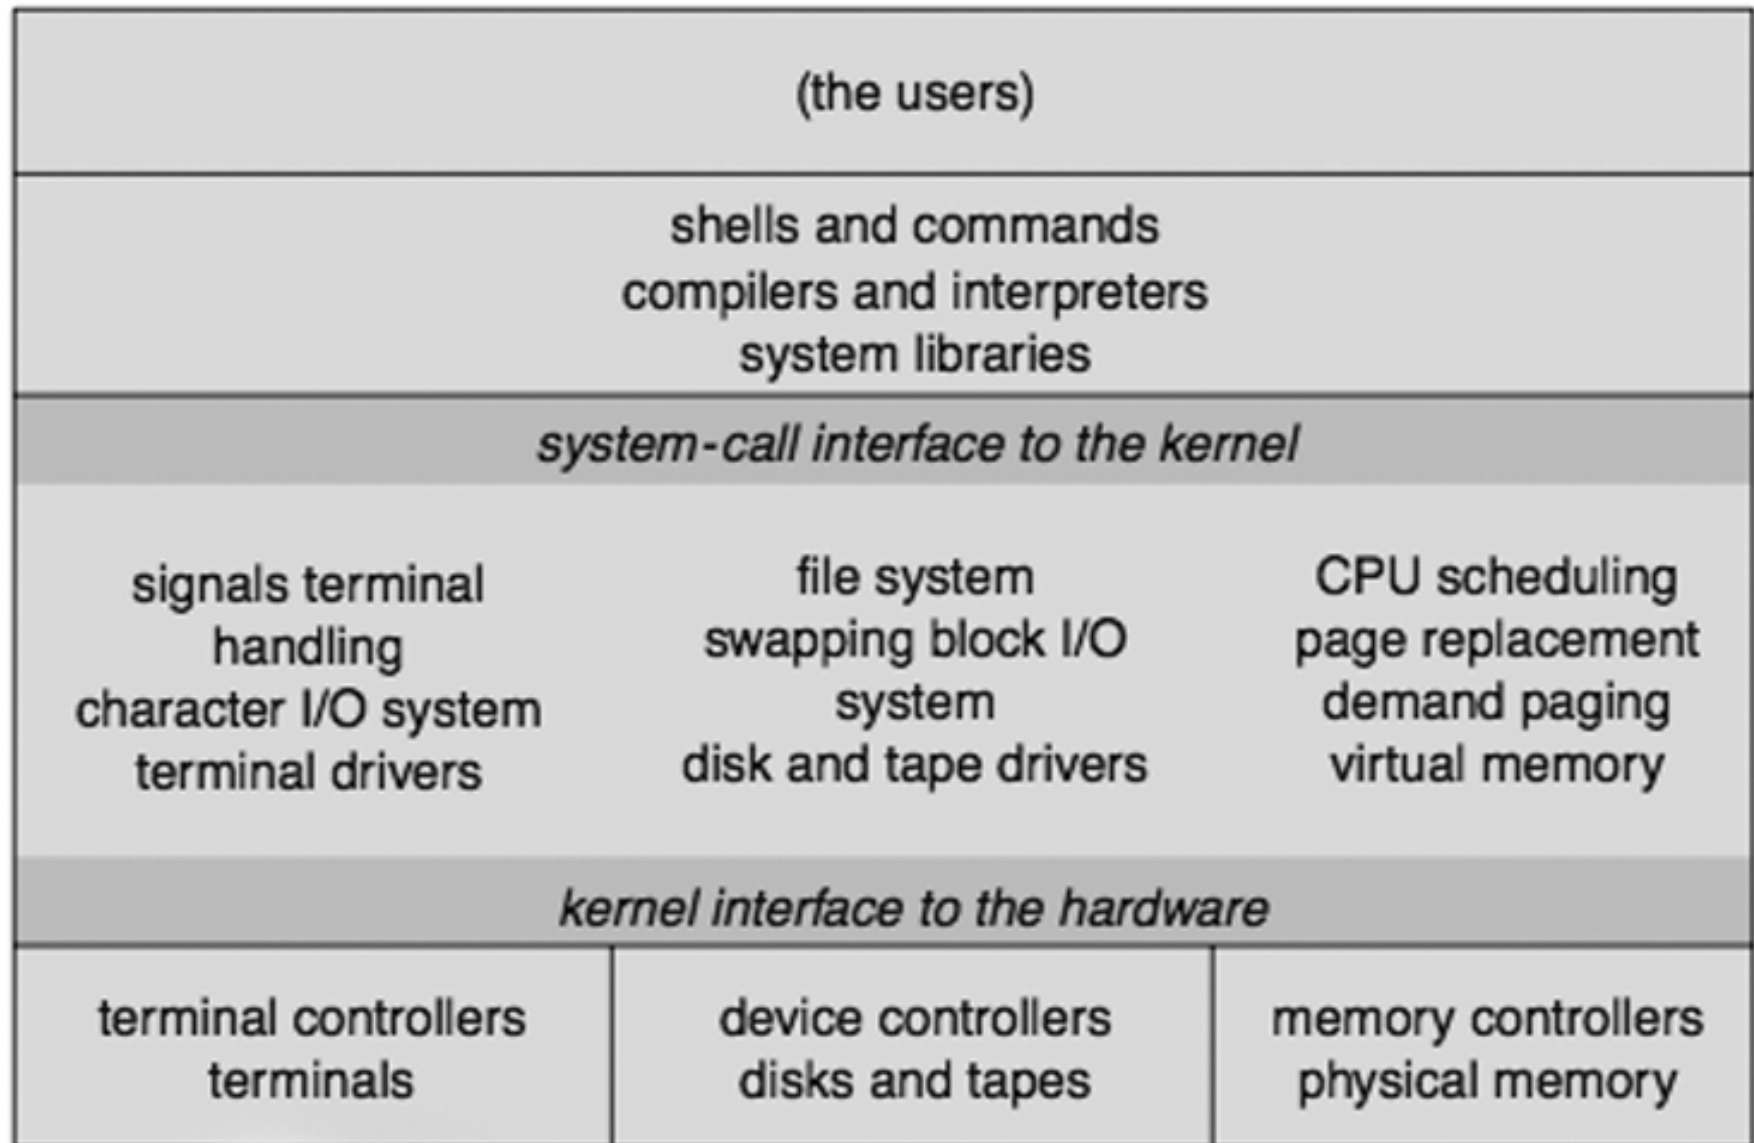 (the users)
shells and commands
compilers and interpreters
system libraries
system-call interface to the kernel
signals terminal
handling
character I/O system
terminal drivers
file system
swapping block I/O
system
disk and tape drivers
CPU scheduling
page replacement
demand paging
virtual memory
kernel interface to the hardware
terminal controllers
terminals
device controllers
disks and tapes
memory controllers
physical memory